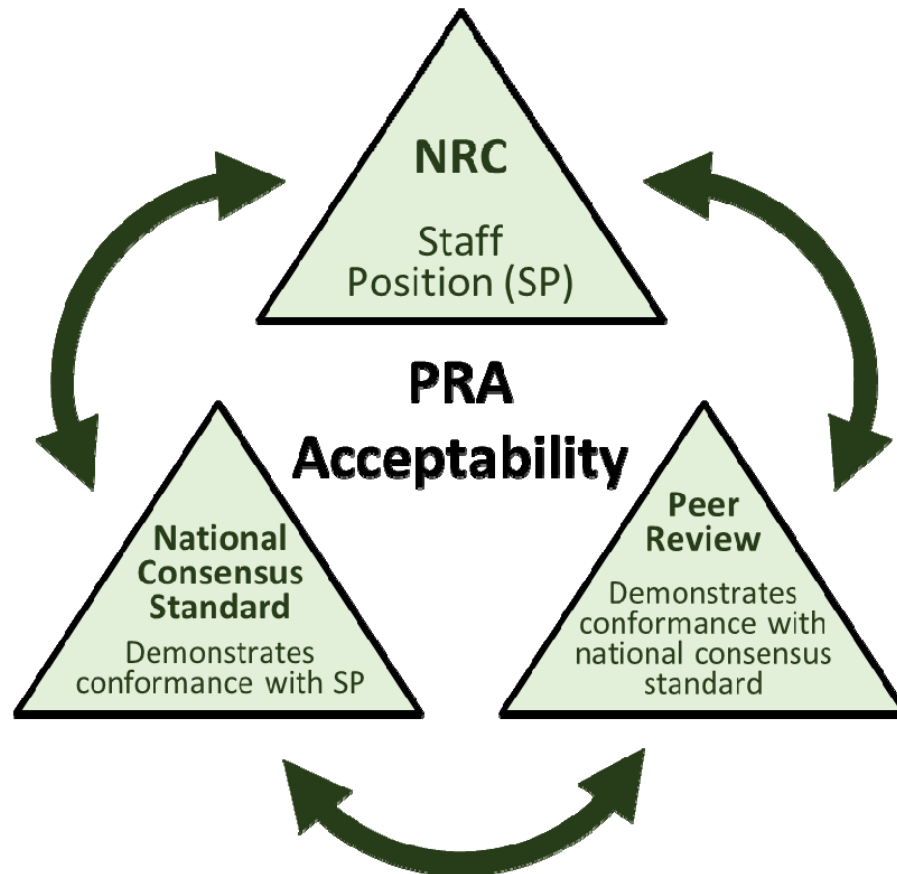 NRC
Staff
Position (SP)
PRA
Acceptability
National
Consensus
Standard
Demonstrates
conformance with SP
Peer
Review
Demonstrates
conformance with
national consensus
standard